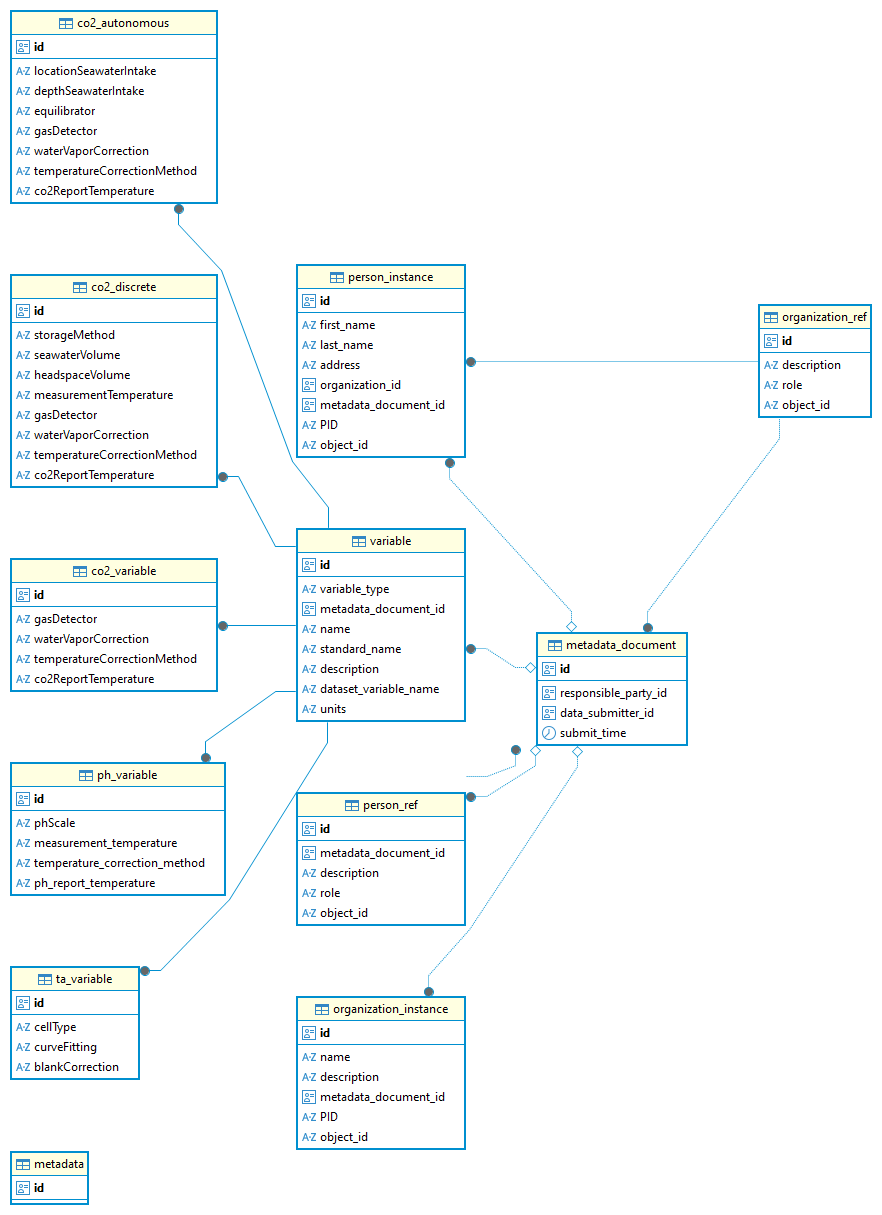 co2_autonomous
id
A-Z locationSeawaterIntake
A-Z depthSeawaterIntake
A-Z equilibrator
A-Z gasDetector
A-Z waterVaporCorrection
A-Z temperatureCorrectionMethod
A-Z co2ReportTemperature
co2_discrete
id
A-Z storageMethod
A-Z seawaterVolume
A-Z headspaceVolume
A-Z measurementTemperature
A-Z gasDetector
A-Z waterVaporCorrection
A-Z temperatureCorrectionMethod
A-Z co2ReportTemperature
person_instance
id
A-Z first_name
A-Z last_name
A-Z address
organization_id
metadata_document_id
A-Z PID
A-Z object_id
organization_ref
id
A-Z description
A-Z role
A-Z object_id
co2_variable
id
A-Z gasDetector
A-Z waterVaporCorrection
A-Z temperatureCorrectionMethod
A-Z co2ReportTemperature
variable
id
A-Z variable_type
metadata_document_id
A-Z name
A-Z standard_name
A-Z description
A-Z dataset_variable_name
A-Z units
metadata_document
id
responsible_party_id
data_submitter_id
submit_time
ph_variable
id
A-Z phScale
A-Z measurement_temperature
A-Z temperature_correction_method
A-Z ph_report_temperature
person_ref
id
metadata_document_id
A-Z description
A-Z role
A-Z object_id
ta_variable
id
A-Z cellType
A-Z curveFitting
A-Z blankCorrection
organization_instance
id
A-Z name
A-Z description
metadata_document_id
A-Z PID
A-Z object_id
metadata
id